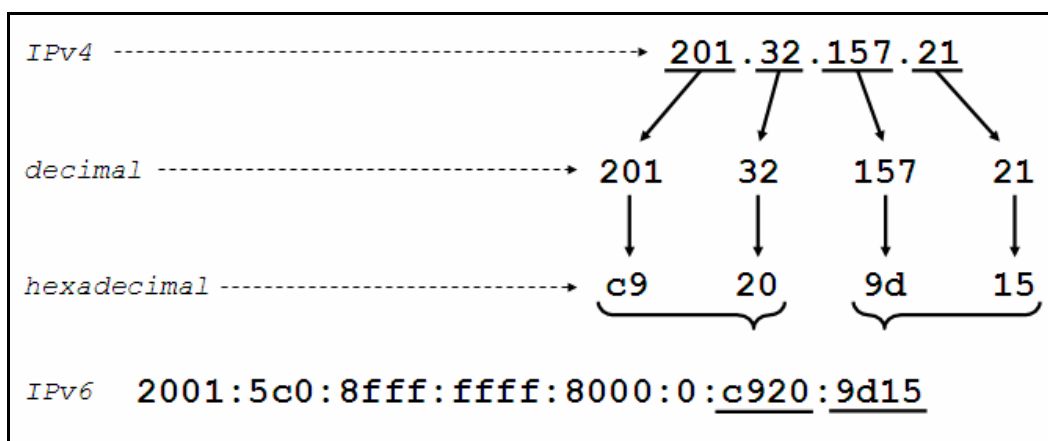 IPv4 201.32.157.21
decimal 201 32 157 21
hexadecimal c9 20 9d 15
IPv6 2001:5c0:8fff:ffff:8000:0:c920:9d15